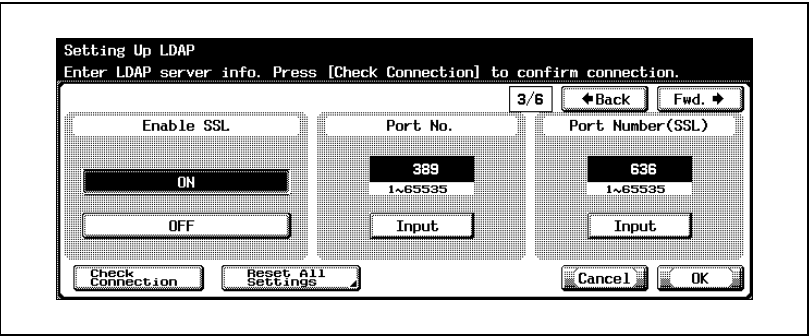 Setting Up LDAP
Enter LDAP server info. Press [Check Connection] to confirm connection.
3/6 ←Back Fwd. →
Enable SSL Port No. Port Number(SSL)
ON 389 636
1~65535 1~65535
OFF Input Input
Check Connection Reset All Settings Cancel OK